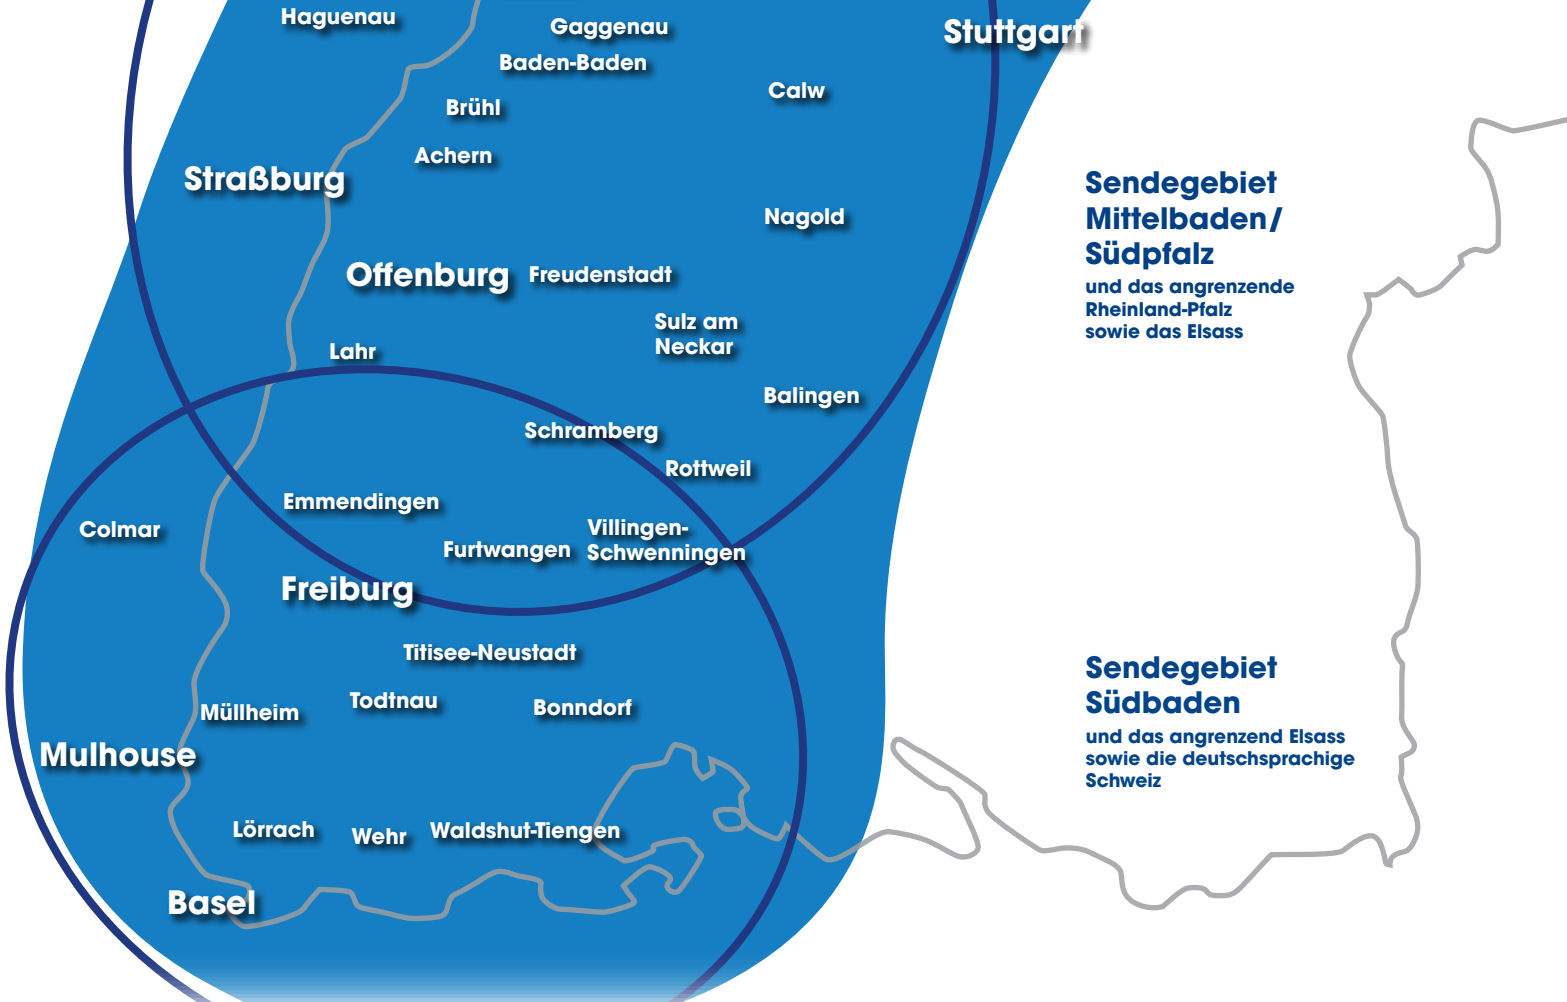 Haguenau
Gaggenau
Stuttgart
Baden-Baden
Calw
Brühl
Achern
Straßburg
Nagold
Offenburg
Freudenstadt
Sulz am
Neckar
Lahr
Balingen
Schramberg
Rottweil
Emmendingen
Colmar
Villingen-
Schwenningen
Furtwangen
Freiburg
Titisee-Neustadt
Todtnau
Bonndorf
Müllheim
Mulhouse
Lörrach
Wehr
Waldshut-Tiengen
Basel
Sendegebiet
Mittelbaden/
Südpfalz
und das angrenzende
Rheinland-Pfalz
sowie das Elsass
Sendegebiet
Südbaden
und das angrenzend Elsass
sowie die deutschsprachige
Schweiz